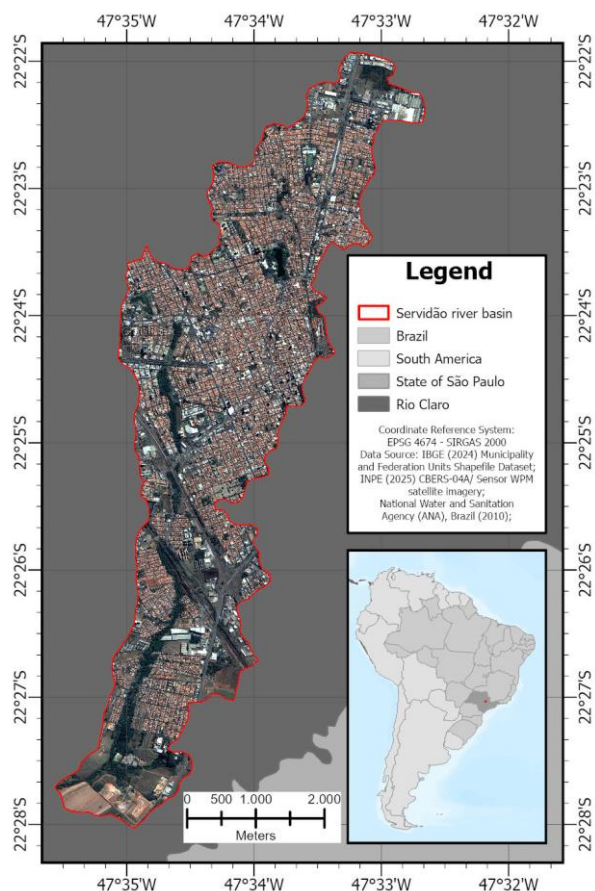 47°35'W 47°34'W 47°33'W 47°32'W
22°22'S 22°22'S
22°23'S 22°23'S
22°24'S 22°24'S
22°25'S 22°25'S
22°26'S 22°26'S
22°27'S 22°27'S
22°28'S 22°28'S
Legend
Servidão river basin
Brazil
South America
State of São Paulo
Rio Claro
Coordinate Reference System:
EPSG 4674 - SIRGAS 2000
Data Source: IBGE (2024) Municipality
and Federation Units Shapefile Dataset;
INPE (2025) CBERS-04A/ Sensor WPM
satellite imagery;
National Water and Sanitation
Agency (ANA), Brazil (2010);
0 500 1.000 2.000
Meters
47°35'W 47°34'W 47°33'W 47°32'W